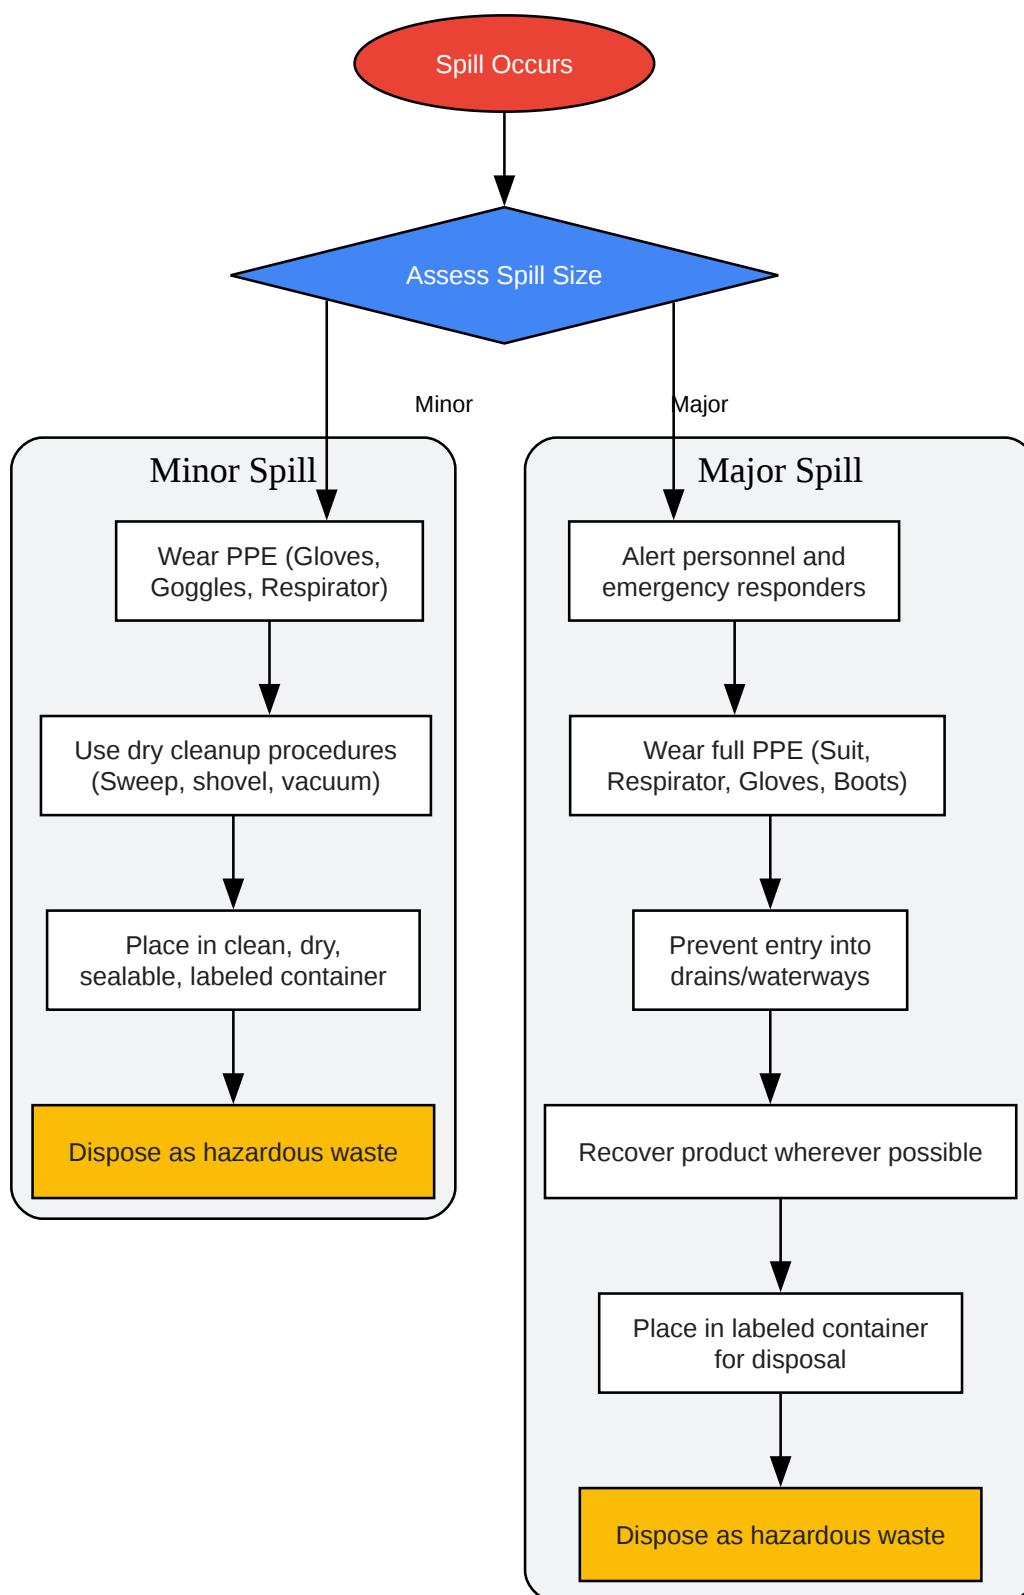 Spill Occurs
Assess Spill Size
Minor
Major
Minor Spill
Wear PPE (Gloves,
Goggles, Respirator)
Use dry cleanup procedures
(Sweep, shovel, vacuum)
Place in clean, dry,
sealable, labeled container
Dispose as hazardous waste
Major Spill
Alert personnel and
emergency responders
Wear full PPE (Suit,
Respirator, Gloves, Boots)
Prevent entry into
drains/waterways
Recover product wherever possible
Place in labeled container
for disposal
Dispose as hazardous waste